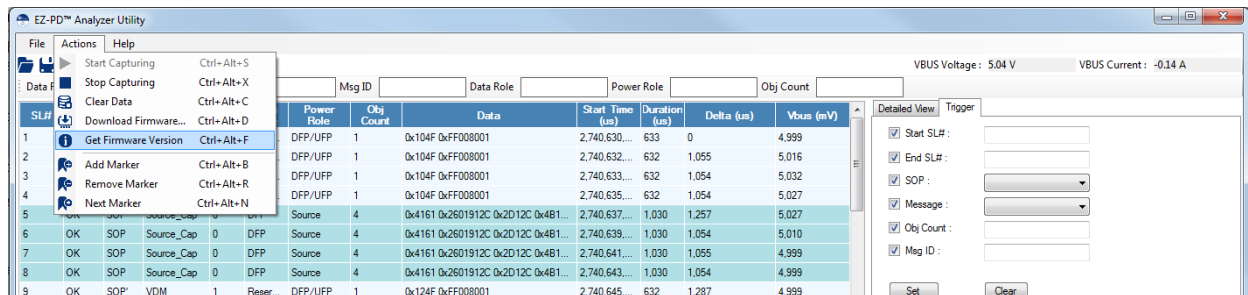 EZ-PD™ Analyzer Utility
File Actions Help
VBUS Voltage : 5.04 V VBUS Current : -0.14 A
Start Capturing Ctrl+Alt+S
Stop Capturing Ctrl+Alt+X
Clear Data Ctrl+Alt+C
Download Firmware... Ctrl+Alt+D
Get Firmware Version Ctrl+Alt+F
Add Marker Ctrl+Alt+B
Remove Marker Ctrl+Alt+R
Next Marker Ctrl+Alt+N
Msg ID Data Role Power Role Obj Count
SL# Power Role Obj Count Data Start Time (us) Duration (us) Delta (us) Vbus (mV)
1 DFP/UFP 1 0x104F 0xFF008001 2,740,630,... 633 0 4,999
2 DFP/UFP 1 0x104F 0xFF008001 2,740,632,... 632 1,055 5,016
3 DFP/UFP 1 0x104F 0xFF008001 2,740,633,... 632 1,054 5,032
4 DFP/UFP 1 0x104F 0xFF008001 2,740,635,... 632 1,054 5,027
5 OK SOP Source_Cap 0 DFP Source 4 0x4161 0x2601912C 0x2D12C 0x4B1... 2,740,637,... 1,030 1,257 5,027
6 OK SOP Source_Cap 0 DFP Source 4 0x4161 0x2601912C 0x2D12C 0x4B1... 2,740,639,... 1,030 1,054 5,010
7 OK SOP Source_Cap 0 DFP Source 4 0x4161 0x2601912C 0x2D12C 0x4B1... 2,740,641,... 1,030 1,055 4,999
8 OK SOP Source_Cap 0 DFP Source 4 0x4161 0x2601912C 0x2D12C 0x4B1... 2,740,643,... 1,030 1,054 4,999
9 OK SOP' VDM 1 Reser... DFP/UFP 1 0x124F 0xFF008001 2,740,645,... 632 1,287 4,999
Detailed View Trigger
Start SL# :
End SL# :
SOP :
Message :
Obj Count :
Msg ID :
Set Clear